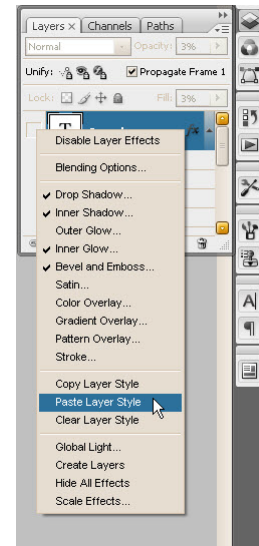 Layers × Channels Paths
Normal Opacity: 3%
Unify: Propagate Frame 1
Lock: Fill: 3%
T
Disable Layer Effects
Blending Options...
Drop Shadow...
Inner Shadow...
Outer Glow...
Inner Glow...
Bevel and Emboss...
Satin...
Color Overlay...
Gradient Overlay...
Pattern Overlay...
Stroke...
Copy Layer Style
Paste Layer Style
Clear Layer Style
Global Light...
Create Layers
Hide All Effects
Scale Effects...